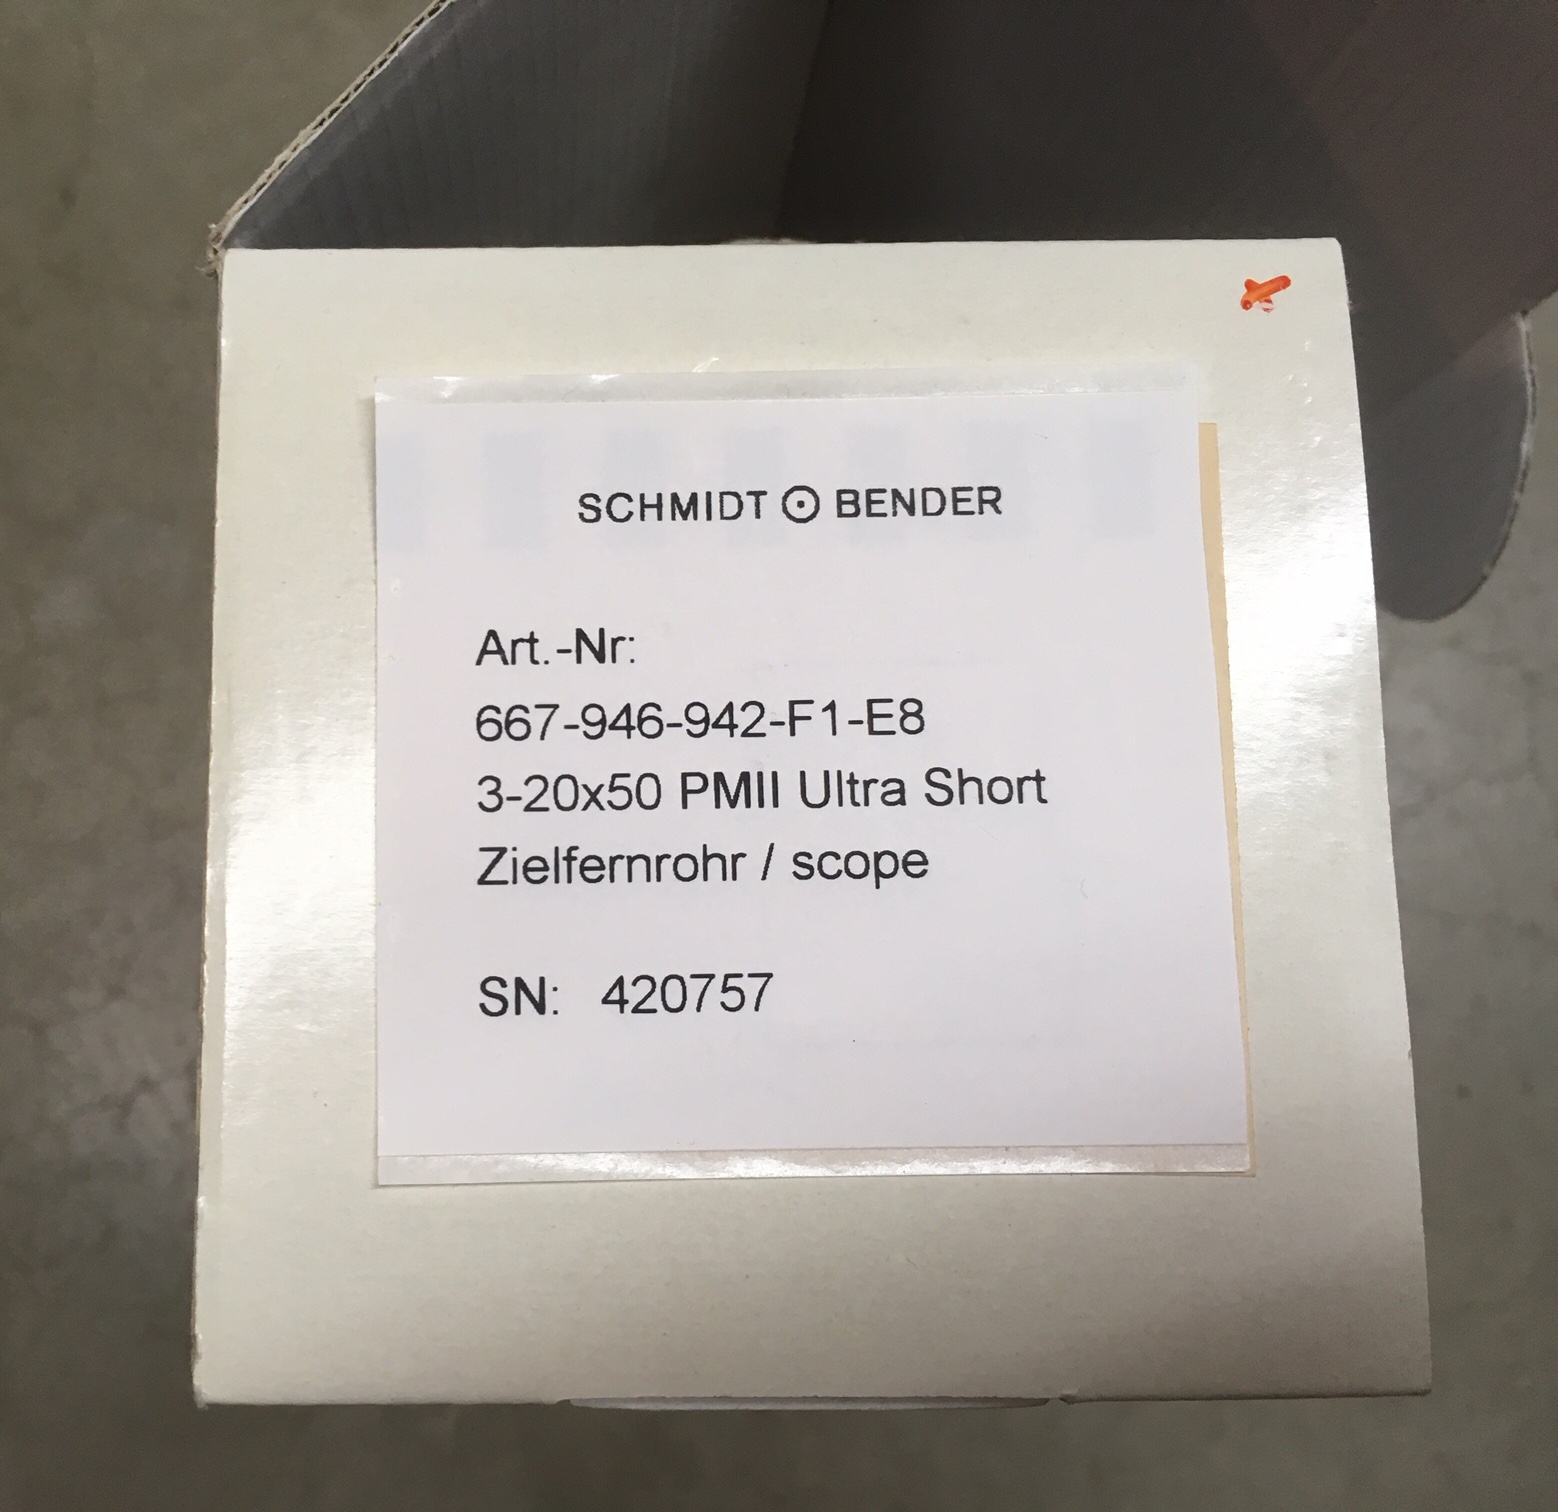 SCHMIDT BENDER
Art.-Nr:
667-946-942-F1-E8
3-20x50 PMII Ultra Short
Zielfernrohr / scope
SN: 420757